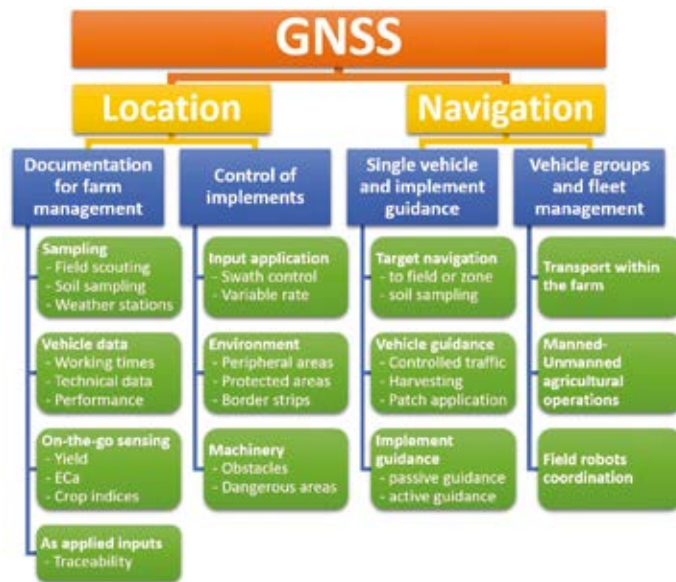 GNSS
Location
Navigation
Documentation
for farm
management
Control of
implements
Single vehicle
and implement
guidance
Vehicle groups
and fleet
management
Sampling
- Field scouting
- Soil sampling
- Weather stations
Vehicle data
- Working times
- Technical data
- Performance
On-the-go sensing
- Yield
- ECa
- Crop indices
As applied inputs
- Traceability
Input application
- Swath control
- Variable rate
Environment
- Peripheral areas
- Protected areas
- Border strips
Machinery
- Obstacles
- Dangerous areas
Target navigation
- to field or zone
- soil sampling
Vehicle guidance
- Controlled traffic
- Harvesting
- Patch application
Implement
guidance
- passive guidance
- active guidance
Transport within
the farm
Manned-
Unmanned
agricultural
operations
Field robots
coordination